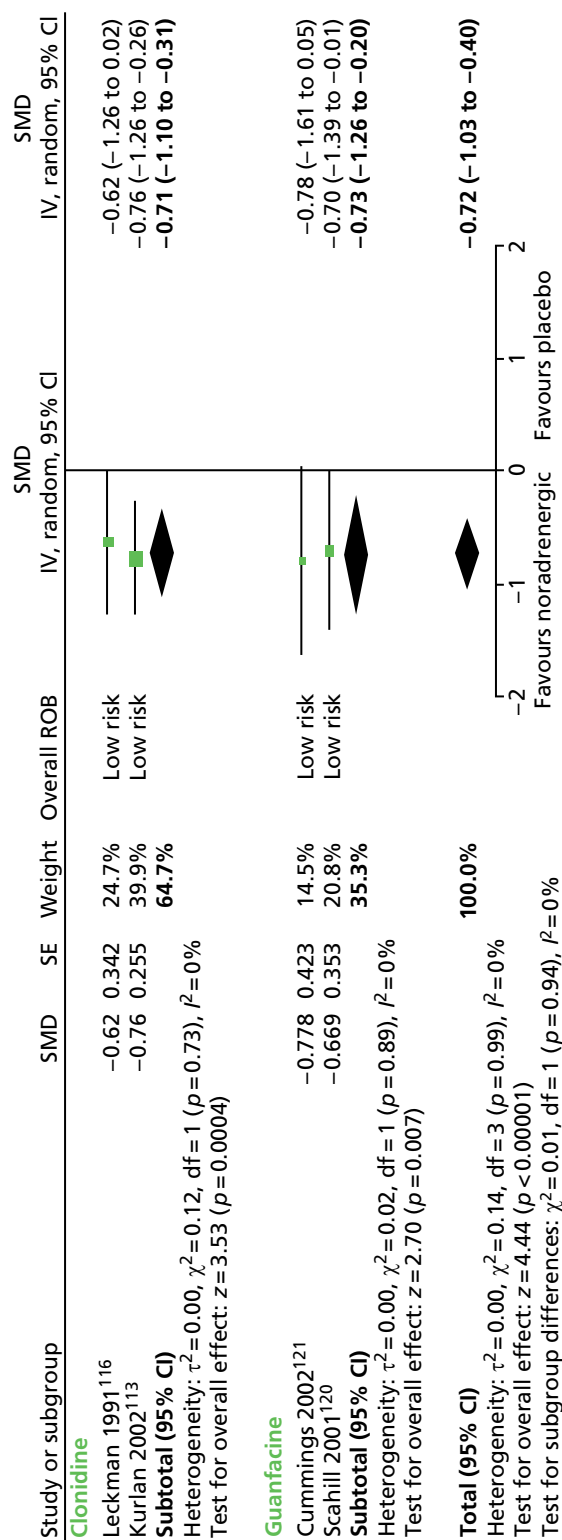 SMD SMD
Study or subgroup SMD SE Weight Overall ROB IV, random, 95% CI IV, random, 95% CI
Clonidine
Leckman 1991116 −0.62 0.342 24.7% Low risk −0.62 (−1.26 to 0.02)
Kurlan 2002113 −0.76 0.255 39.9% Low risk −0.76 (−1.26 to −0.26)
Subtotal (95% CI) 64.7% −0.71 (−1.10 to −0.31)
Heterogeneity: τ2 = 0.00, χ2 = 0.12, df = 1 (p = 0.73), I2 = 0%
Test for overall effect: z = 3.53 (p = 0.0004)
Guanfacine
Cummings 2002121 −0.778 0.423 14.5% Low risk −0.78 (−1.61 to 0.05)
Scahill 2001120 −0.669 0.353 20.8% Low risk −0.70 (−1.39 to −0.01)
Subtotal (95% CI) 35.3% −0.73 (−1.26 to −0.20)
Heterogeneity: τ2 = 0.00, χ2 = 0.02, df = 1 (p = 0.89), I2 = 0%
Test for overall effect: z = 2.70 (p = 0.007)
Total (95% CI) 100.0% −0.72 (−1.03 to −0.40)
Heterogeneity: τ2 = 0.00, χ2 = 0.14, df = 3 (p = 0.99), I2 = 0%
Test for overall effect: z = 4.44 (p < 0.00001)
Test for subgroup differences: χ2 = 0.01, df = 1 (p = 0.94), I2 = 0%
−2 −1 0 1 2
Favours noradrenergic Favours placebo